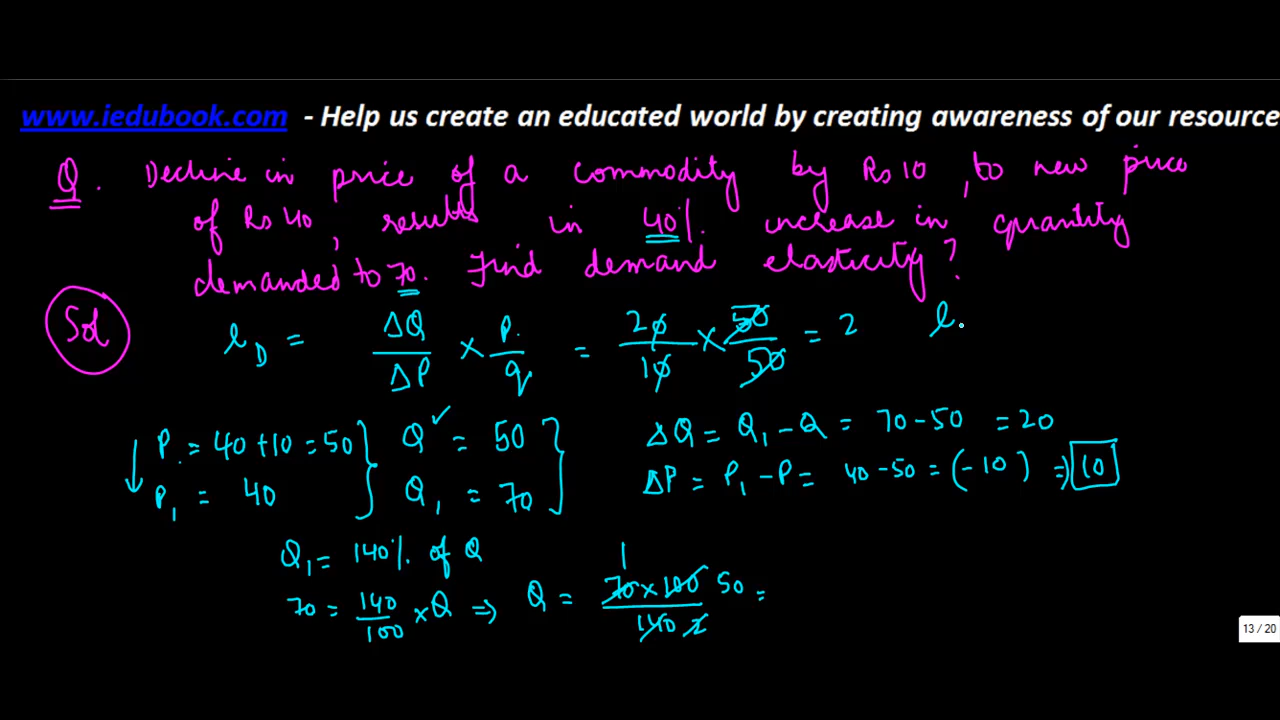 www.iedubook.com - Help us create an educated world by creating awareness of our resource
Q. Decline in price of a commodity by Rs 10, to new price
of Rs 40, results in 40% increase in quantity
demanded to 70. Find demand elasticity?
Sol
e_D = ΔQ/ΔP × P/q = 20/10 × 50/50 = 2 e.
P = 40 + 10 = 50 Q ✓ = 50 ΔQ = Q₁ - Q = 70 - 50 = 20
P₁ = 40 Q₁ = 70 ΔP = P₁ - P = 40 - 50 = (-10) ⇒ 10
Q₁ = 140% of Q
70 = 140/100 × Q ⇒ Q = 70 × 100/140 2 1 50 =
13 / 20